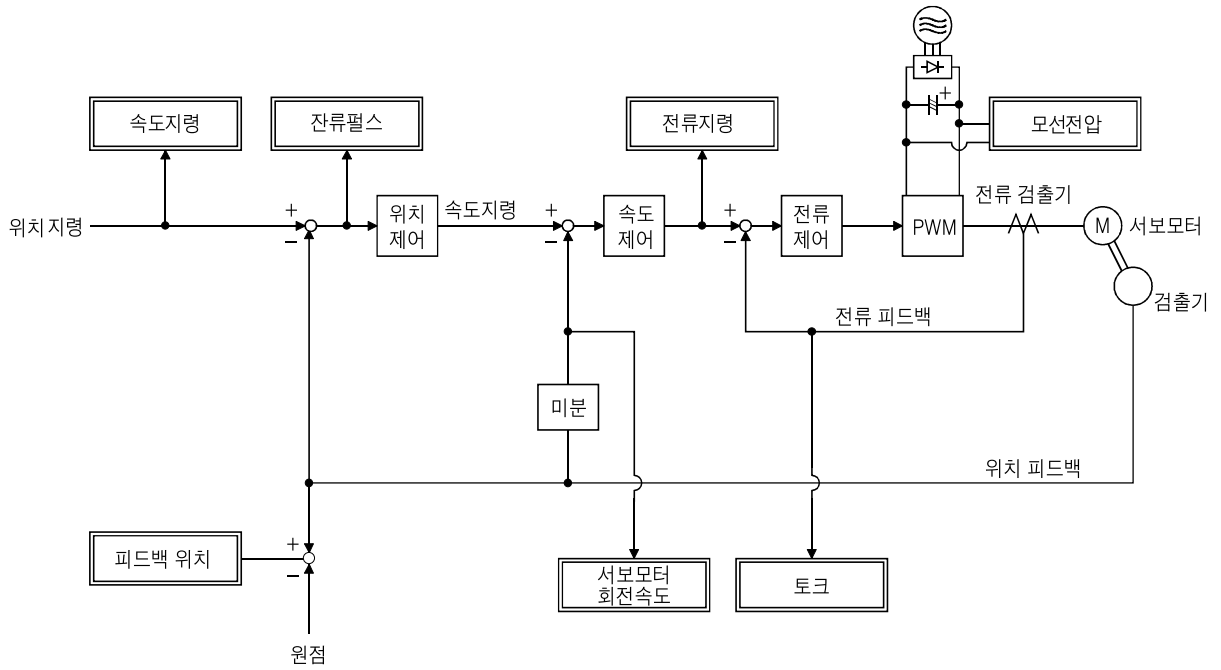 속도지령
잔류펄스
전류지령
모선전압
+
위치 지령
+
−
위치
제어
속도지령
+
−
속도
제어
+
−
전류
제어
PWM
전류 검출기
M
서보모터
검출기
전류 피드백
미분
위치 피드백
피드백 위치
+
−
원점
서보모터
회전속도
토크